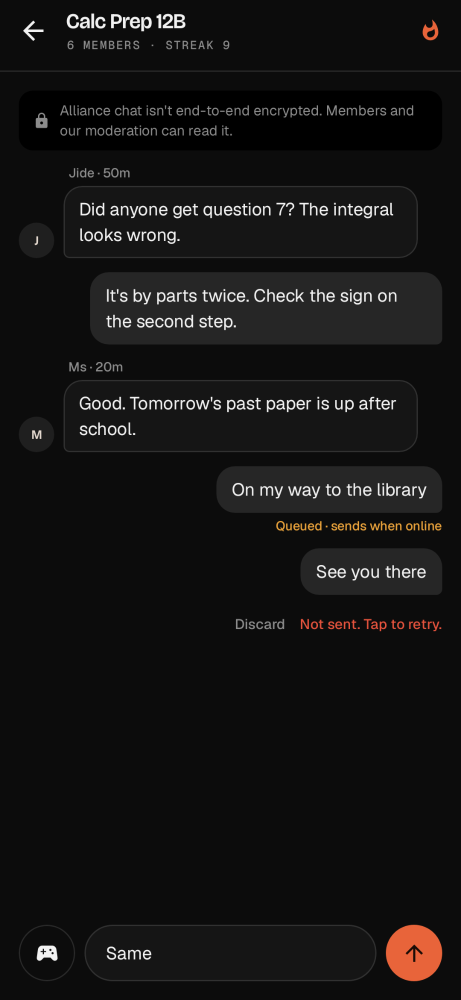 Calc Prep 12B
6 MEMBERS · STREAK 9
Alliance chat isn't end-to-end encrypted. Members and
our moderation can read it.
Jide · 50m
Did anyone get question 7? The integral
looks wrong.
J
It's by parts twice. Check the sign on
the second step.
Ms · 20m
Good. Tomorrow's past paper is up after
school.
M
On my way to the library
Queued · sends when online
See you there
Discard Not sent. Tap to retry.
Same